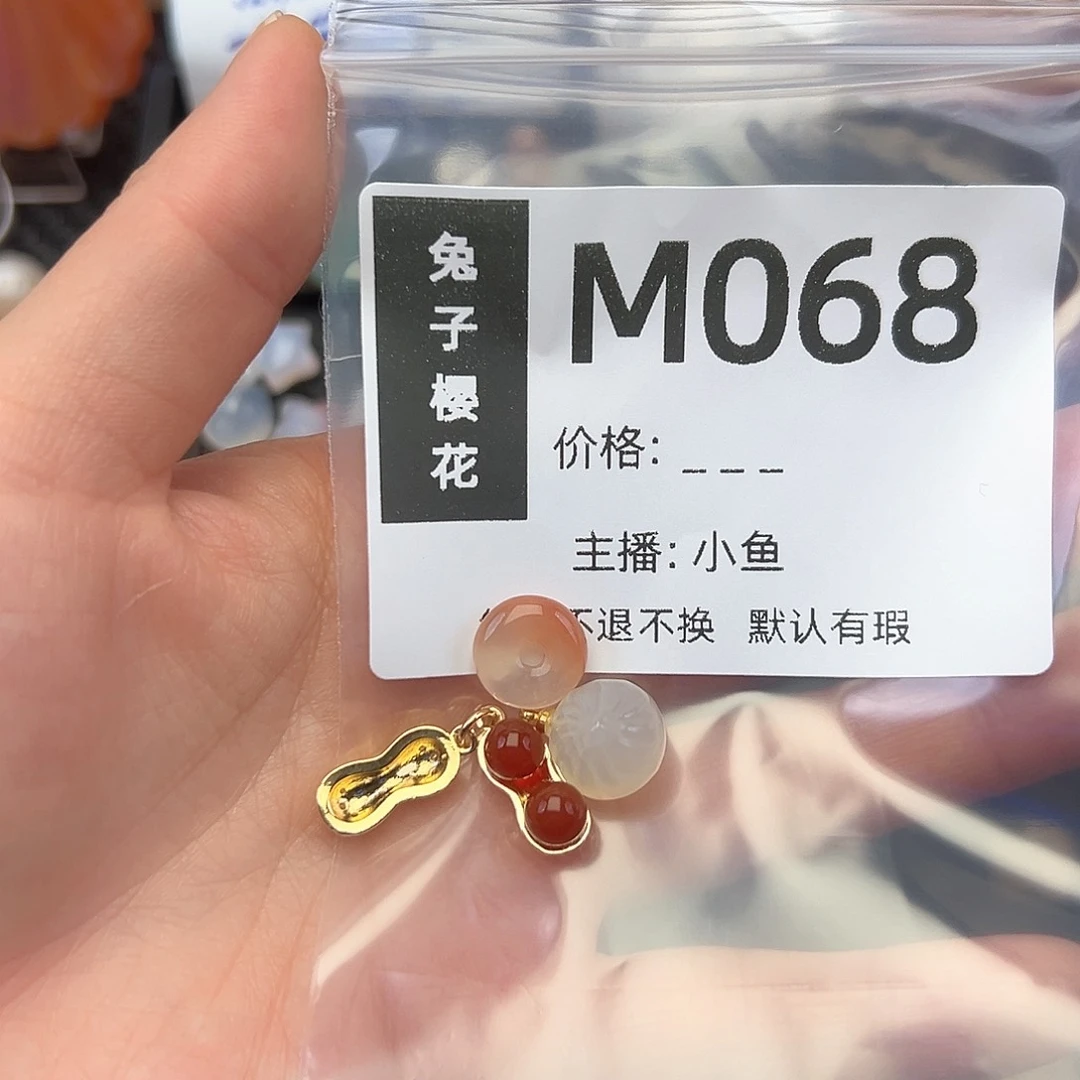 兔子樱花
M068
价格: _ _ _
主播: 小鱼
不退不换 默认有瑕